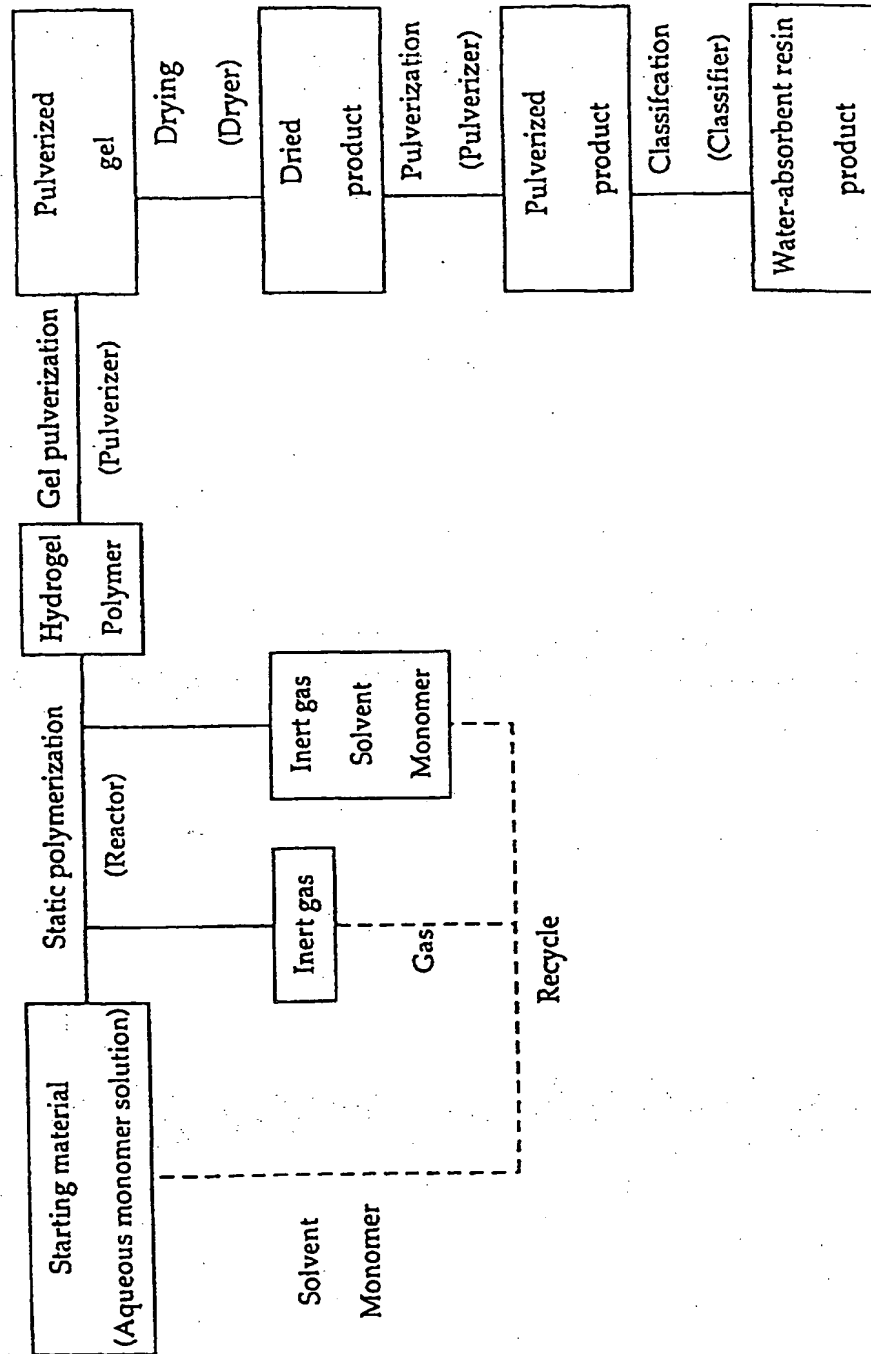 Starting material
(Aqueous monomer solution)
Static polymerization
(Reactor)
Inert gas
Gas
Inert gas
Solvent
Monomer
Solvent
Monomer
Recycle
Hydrogel
Polymer
Gel pulverization
(Pulverizer)
Pulverized
gel
Drying
(Dryer)
Dried
product
Pulverization
(Pulverizer)
Pulverized
product
Classifcation
(Classifier)
Water-absorbent resin
product